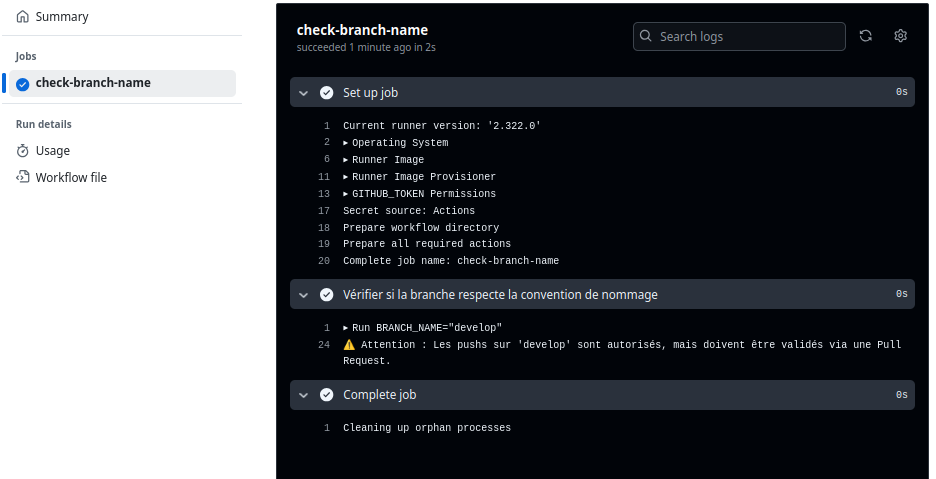 Summary
Jobs
check-branch-name
Run details
Usage
Workflow file
check-branch-name
succeeded 1 minute ago in 2s
Search logs
Set up job 0s
1 Current runner version: '2.322.0'
2 Operating System
6 Runner Image
11 Runner Image Provisioner
13 GITHUB_TOKEN Permissions
17 Secret source: Actions
18 Prepare workflow directory
19 Prepare all required actions
20 Complete job name: check-branch-name
Vérifier si la branche respecte la convention de nommage 0s
1 Run BRANCH_NAME="develop"
24 ⚠️ Attention : Les pushs sur 'develop' sont autorisés, mais doivent être validés via une Pull
Request.
Complete job 0s
1 Cleaning up orphan processes